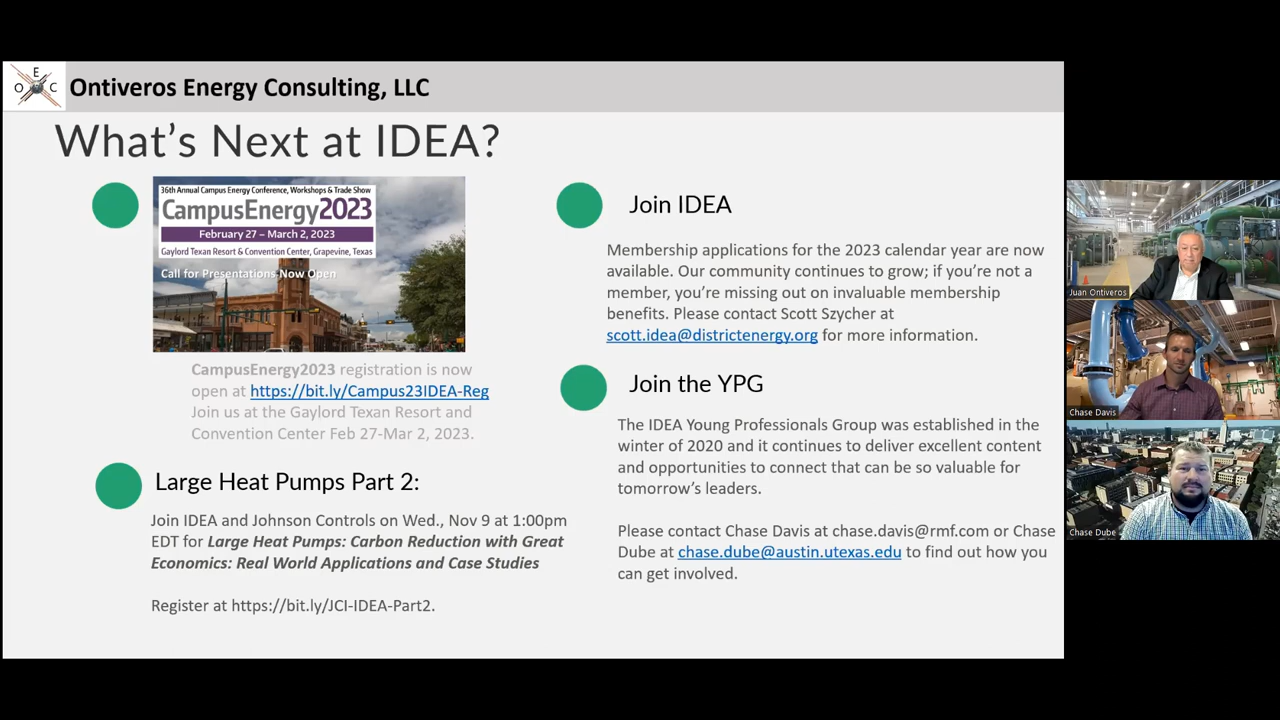 E
O C
Ontiveros Energy Consulting, LLC
What's Next at IDEA?
36th Annual Campus Energy Conference, Workshops & Trade Show
CampusEnergy2023
February 27 – March 2, 2023
Gaylord Texan Resort & Convention Center, Grapevine, Texas
Call for Presentations Now Open
CampusEnergy2023 registration is now
open at https://bit.ly/Campus23IDEA-Reg
Join us at the Gaylord Texan Resort and
Convention Center Feb 27-Mar 2, 2023.
Large Heat Pumps Part 2:
Join IDEA and Johnson Controls on Wed., Nov 9 at 1:00pm
EDT for Large Heat Pumps: Carbon Reduction with Great
Economics: Real World Applications and Case Studies
Register at https://bit.ly/JCI-IDEA-Part2.
Join IDEA
Membership applications for the 2023 calendar year are now
available. Our community continues to grow; if you're not a
member, you're missing out on invaluable membership
benefits. Please contact Scott Szycher at
scott.idea@districtenergy.org for more information.
Join the YPG
The IDEA Young Professionals Group was established in the
winter of 2020 and it continues to deliver excellent content
and opportunities to connect that can be so valuable for
tomorrow's leaders.
Please contact Chase Davis at chase.davis@rmf.com or Chase
Dube at chase.dube@austin.utexas.edu to find out how you
can get involved.
Juan Ontiveros
Chase Davis
Chase Dube